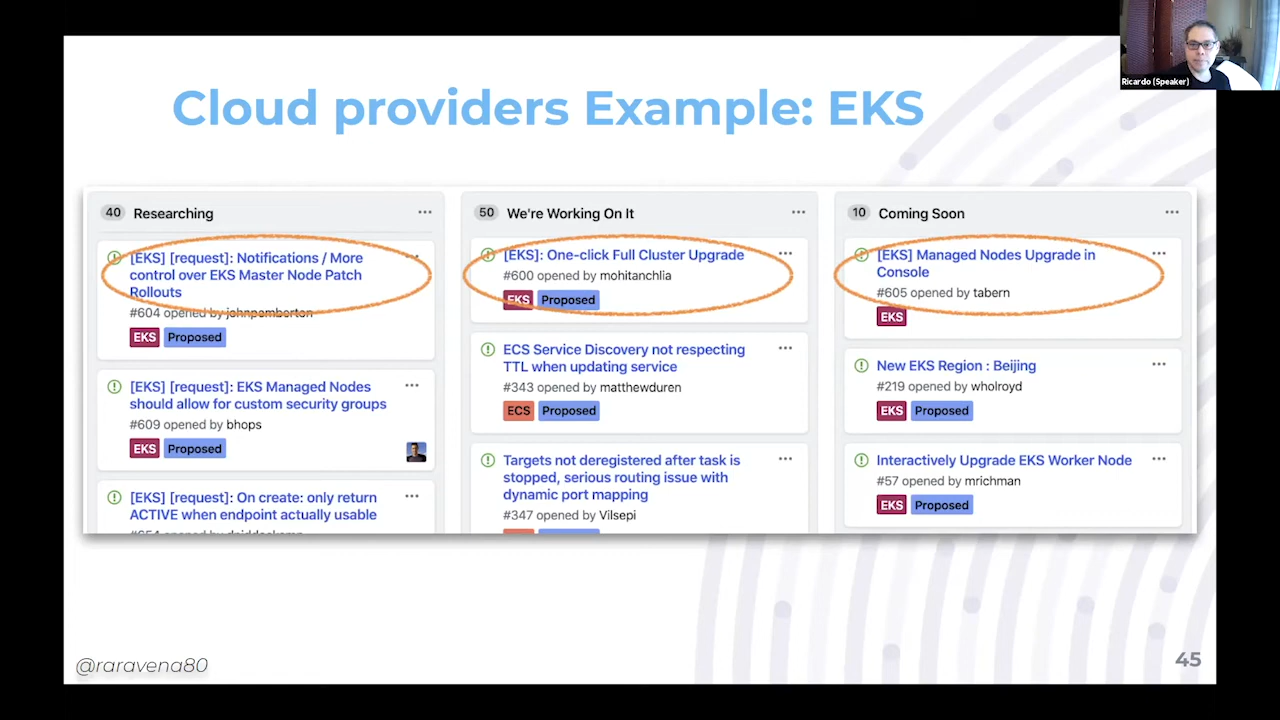 Ricardo (Speaker)
Cloud providers Example: EKS
40 Researching
[EKS] [request]: Notifications / More
control over EKS Master Node Patch
Rollouts
#604 opened by johnpemberton
EKS Proposed
[EKS] [request]: EKS Managed Nodes
should allow for custom security groups
#609 opened by bhops
EKS Proposed
[EKS] [request]: On create: only return
ACTIVE when endpoint actually usable
50 We're Working On It
[EKS]: One-click Full Cluster Upgrade
#600 opened by mohitanchlia
EKS Proposed
ECS Service Discovery not respecting
TTL when updating service
#343 opened by matthewduren
ECS Proposed
Targets not deregistered after task is
stopped, serious routing issue with
dynamic port mapping
#347 opened by Vilsepi
10 Coming Soon
[EKS] Managed Nodes Upgrade in
Console
#605 opened by tabern
EKS
New EKS Region : Beijing
#219 opened by wholroyd
EKS Proposed
Interactively Upgrade EKS Worker Node
#57 opened by mrichman
EKS Proposed
@raravena80
45